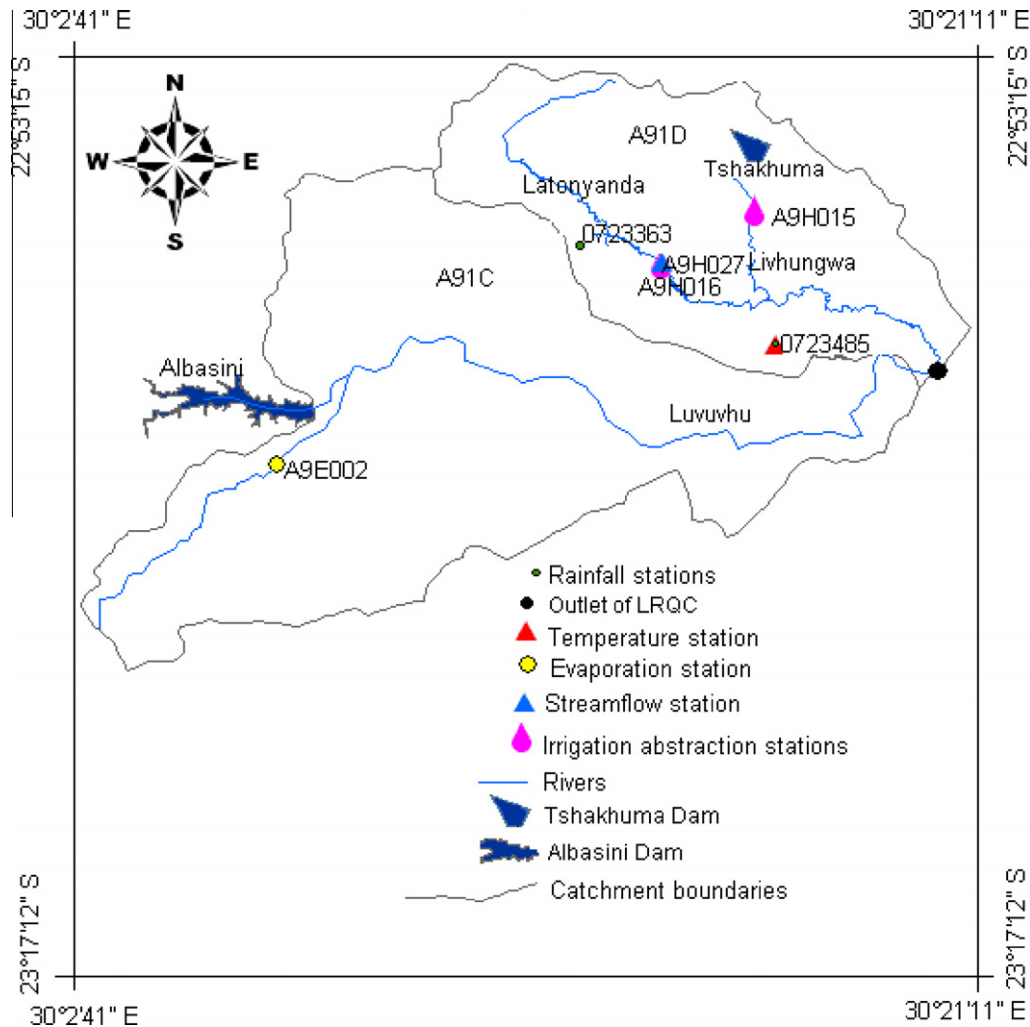 30°2'41" E
30°21'11" E
22°53'15" S
22°53'15" S
N
W
E
S
A91D
Tshakhuma
Latonyanda
A9H015
0723363
A9H027
Livhungwa
A91C
A9H016
0723485
Albasini
Luvuvhu
A9E002
Rainfall stations
Outlet of LRQC
Temperature station
Evaporation station
Streamflow station
Irrigation abstraction stations
Rivers
Tshakhuma Dam
Albasini Dam
Catchment boundaries
23°17'12" S
23°17'12" S
30°2'41" E
30°21'11" E